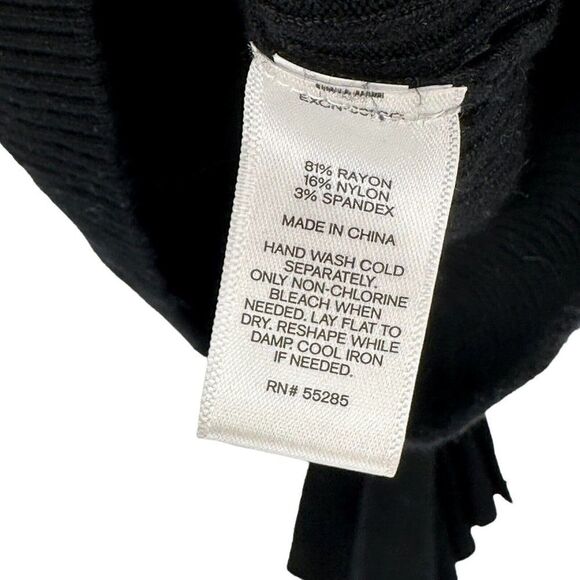 81% RAYON
16% NYLON
3% SPANDEX
MADE IN CHINA
HAND WASH COLD
SEPARATELY.
ONLY NON-CHLORINE
BLEACH WHEN
NEEDED. LAY FLAT TO
DRY. RESHAPE WHILE
DAMP. COOL IRON
IF NEEDED.
RN# 55285